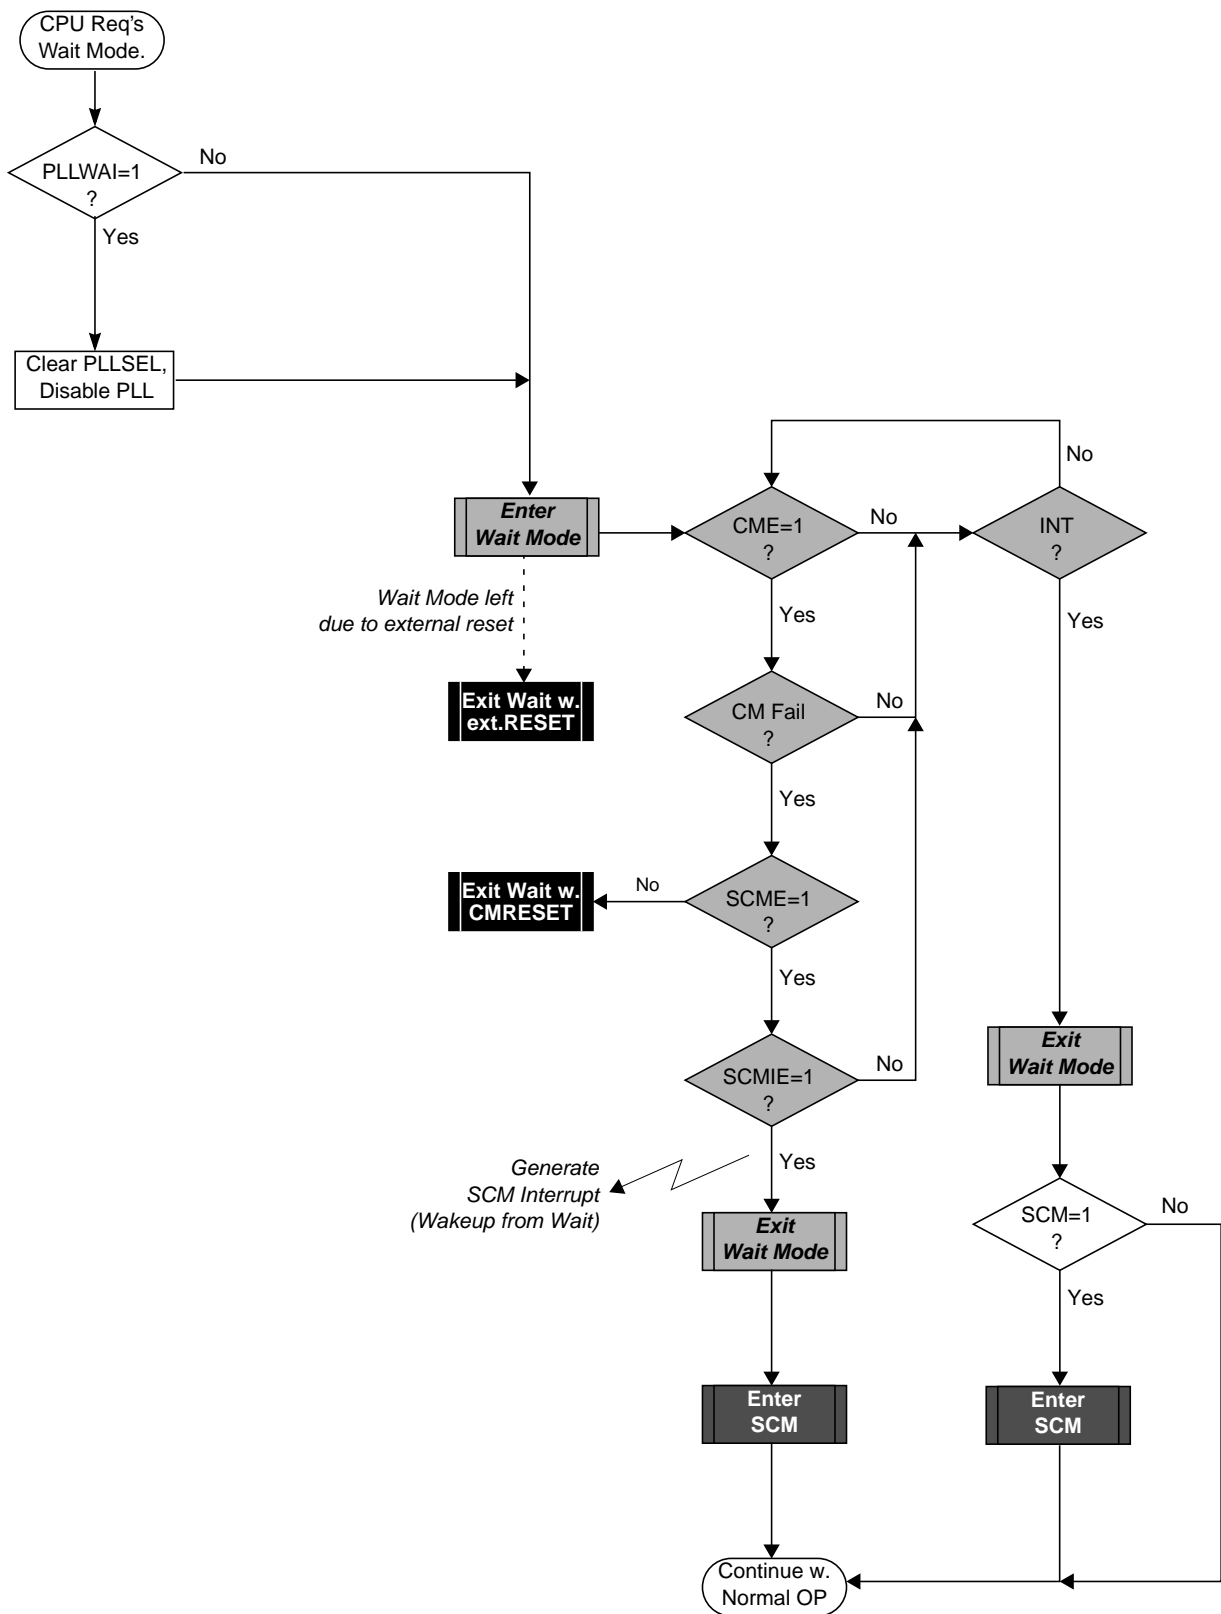 CPU Req's
Wait Mode.
PLLWAI=1
?
No
Yes
Clear PLLSEL,
Disable PLL
Enter
Wait Mode
Wait Mode left
due to external reset
Exit Wait w.
ext.RESET
CME=1
?
No
Yes
INT
?
No
Yes
CM Fail
?
No
Yes
SCME=1
?
No
Yes
Exit Wait w.
CMRESET
SCMIE=1
?
No
Yes
Generate
SCM Interrupt
(Wakeup from Wait)
Exit
Wait Mode
Enter
SCM
Exit
Wait Mode
SCM=1
?
No
Yes
Enter
SCM
Continue w.
Normal OP